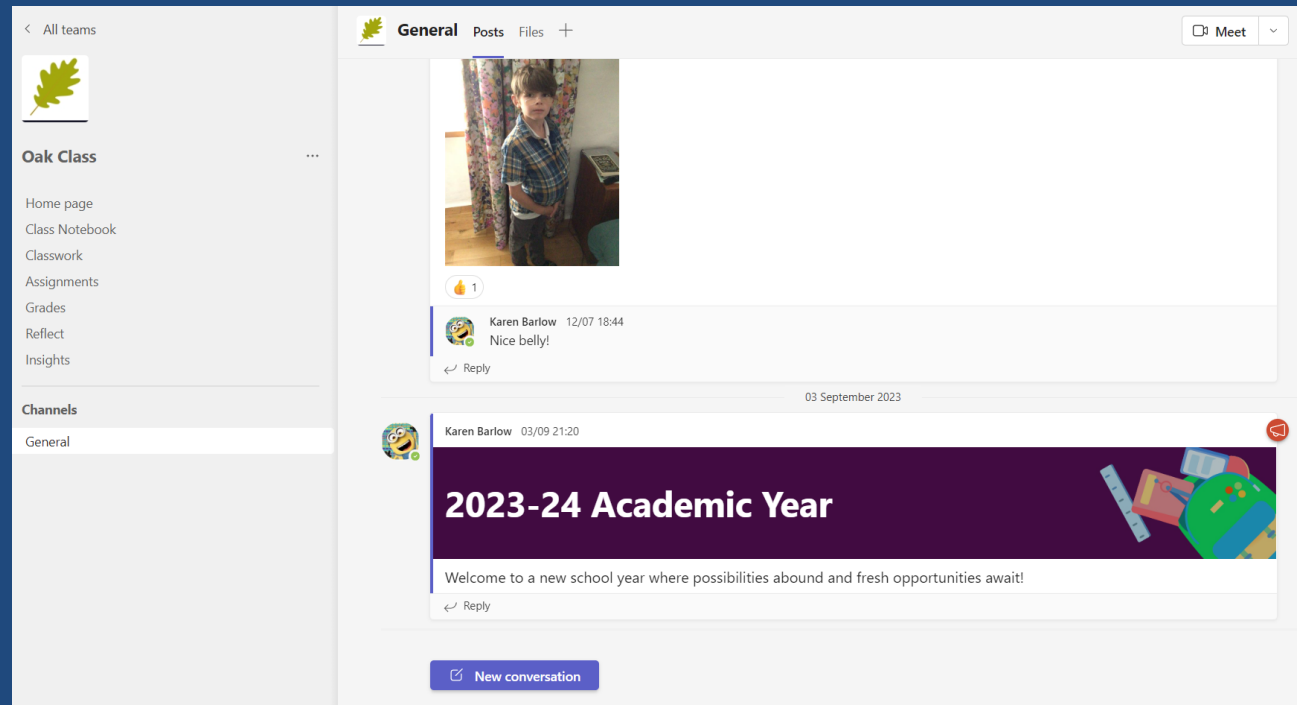 All teams
Oak Class
...
Home page
Class Notebook
Classwork
Assignments
Grades
Reflect
Insights
Channels
General
General Posts Files
Meet
1
Karen Barlow 12/07 18:44
Nice belly!
Reply
03 September 2023
Karen Barlow 03/09 21:20
2023-24 Academic Year
Welcome to a new school year where possibilities abound and fresh opportunities await!
Reply
New conversation